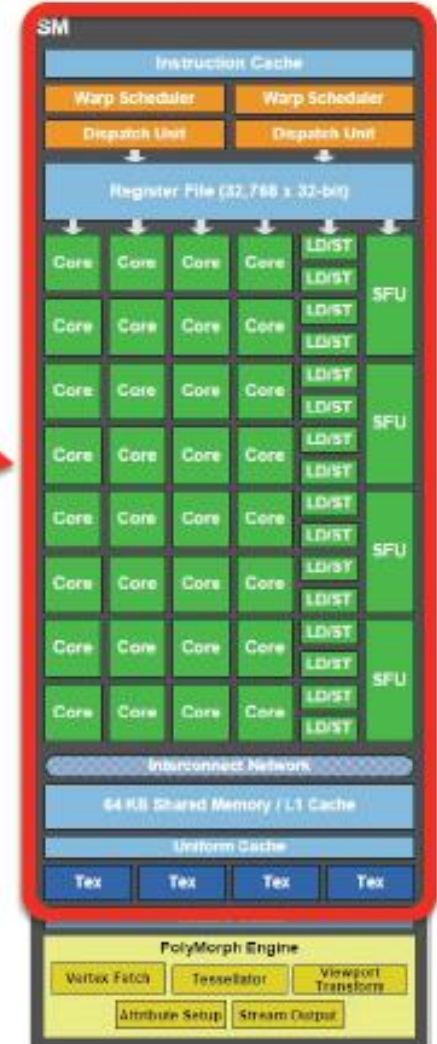 SM
Instruction Cache
Warp Scheduler Warp Scheduler
Dispatch Unit Dispatch Unit
Register File (32,768 x 32-bit)
LD/ST
Core Core Core Core
LD/ST
SFU
LD/ST
Core Core Core Core
LD/ST
LD/ST
Core Core Core Core
LD/ST
SFU
LD/ST
Core Core Core Core
LD/ST
LD/ST
Core Core Core Core
LD/ST
SFU
LD/ST
Core Core Core Core
LD/ST
LD/ST
Core Core Core Core
LD/ST
SFU
LD/ST
Core Core Core Core
LD/ST
Interconnect Network
64 KB Shared Memory / L1 Cache
Uniform Cache
Tex Tex Tex Tex
PolyMorph Engine
Vertex Fetch Tessellator Viewport
Transform
Attribute Setup Stream Output